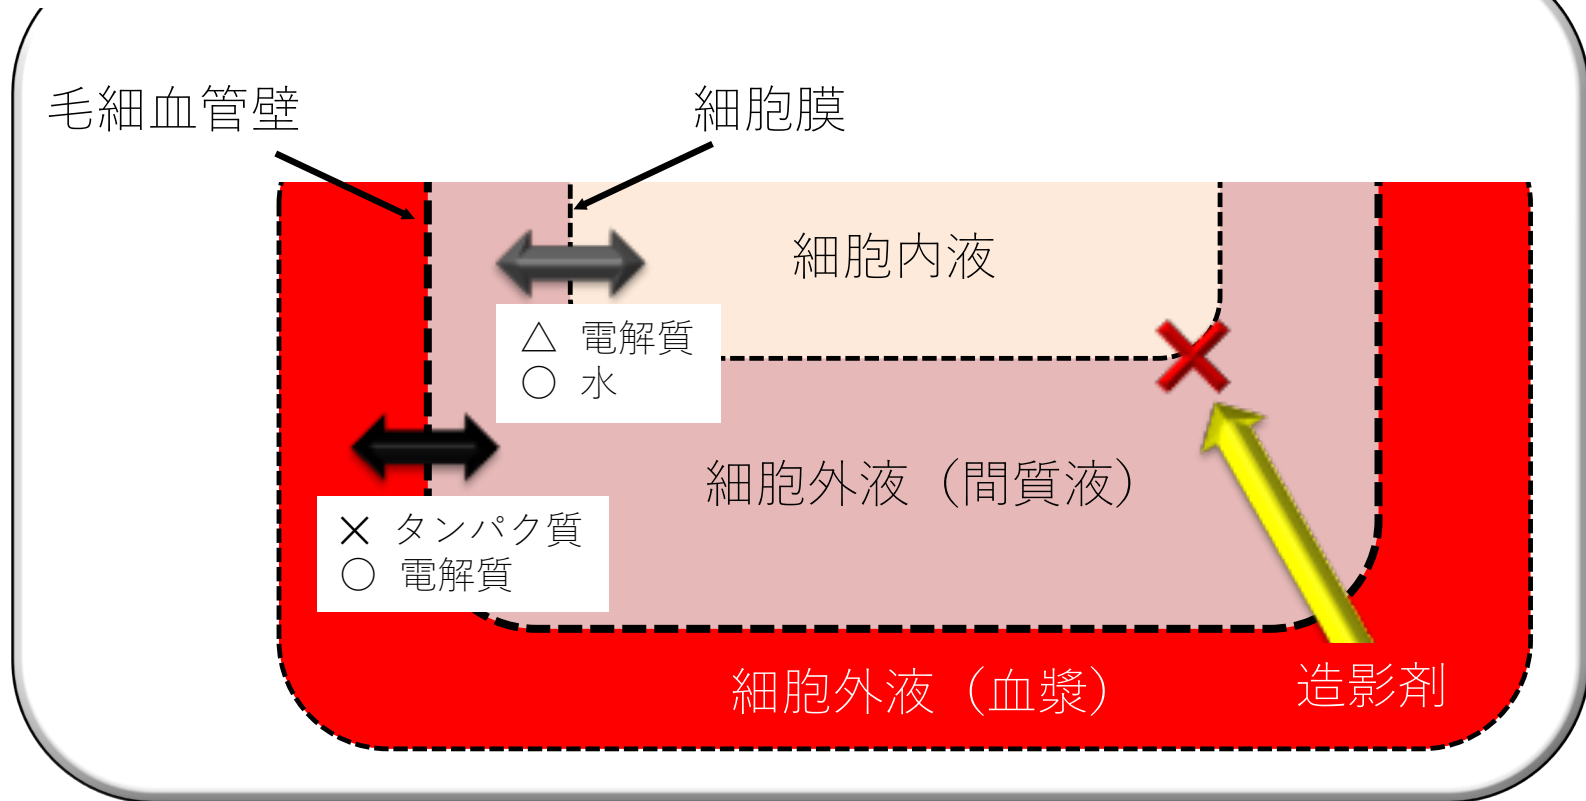 毛細血管壁
細胞膜
細胞内液
△ 電解質
○ 水
細胞外液（間質液）
× タンパク質
○ 電解質
細胞外液（血漿）
造影剤